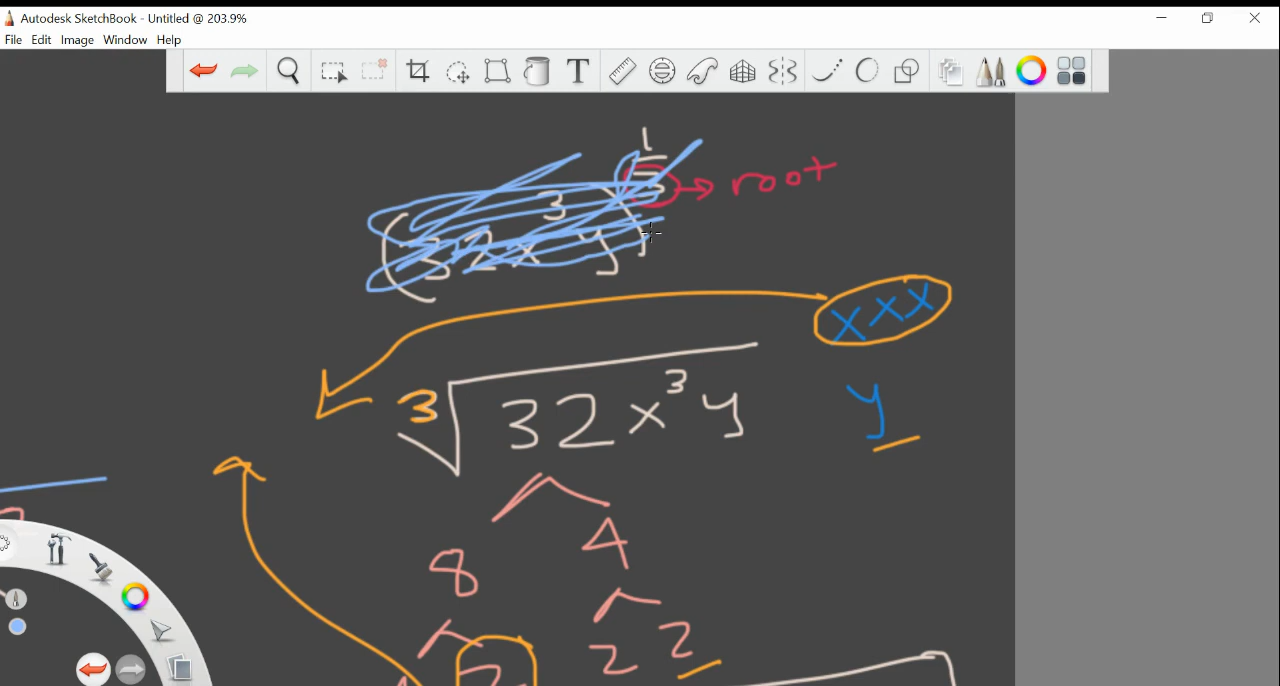 Autodesk SketchBook - Untitled @ 203.9%
File Edit Image Window Help
T
(32x³y)^1/3 → root
xxx
∛32x³y
y
8 4
2 2
2